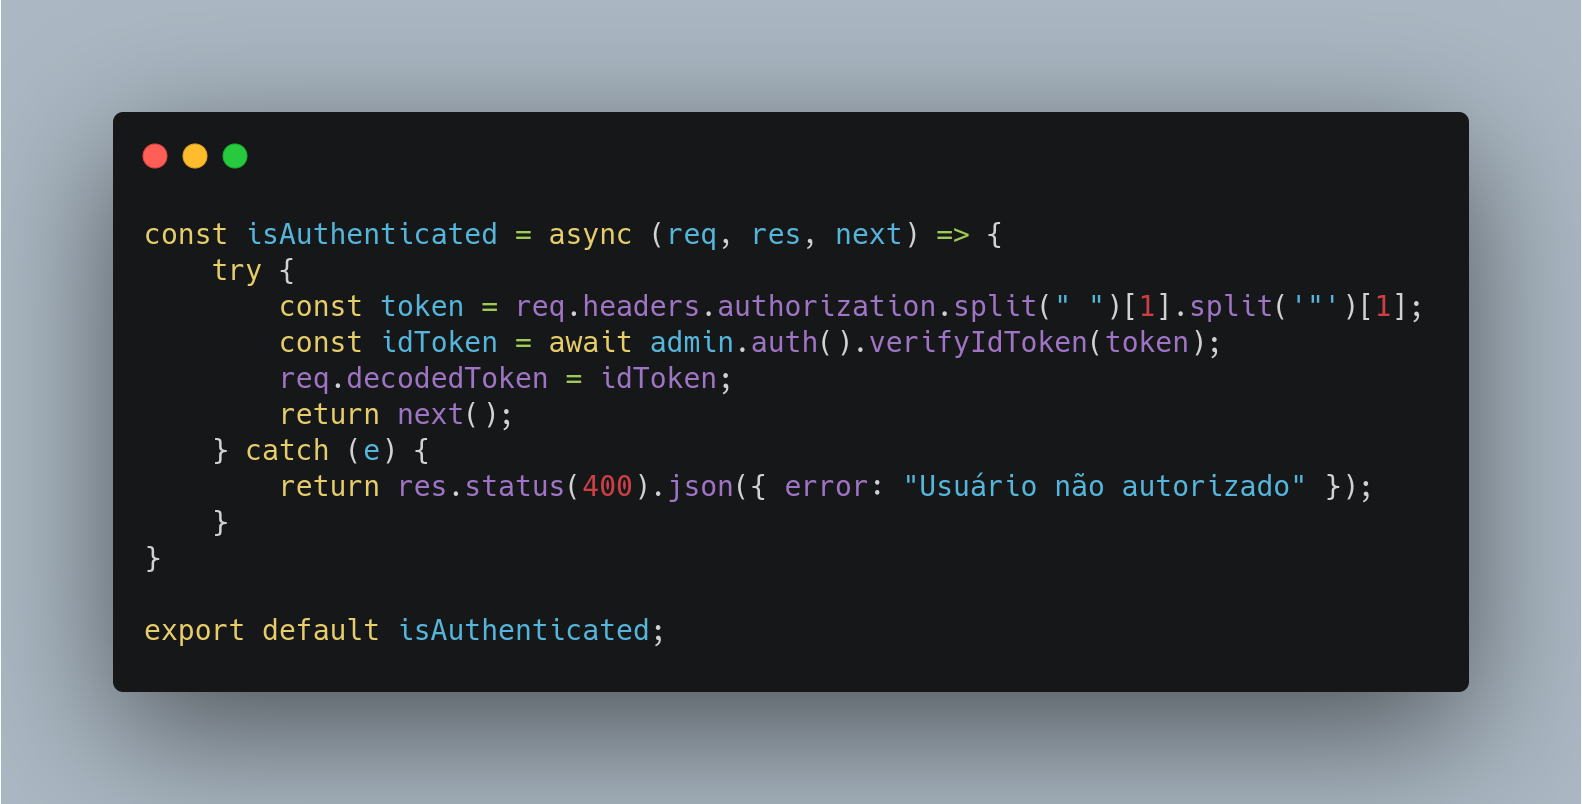 const isAuthenticated = async (req, res, next) => {
    try {
        const token = req.headers.authorization.split(" ")[1].split('"')[1];
        const idToken = await admin.auth().verifyIdToken(token);
        req.decodedToken = idToken;
        return next();
    } catch (e) {
        return res.status(400).json({ error: "Usuário não autorizado" });
    }
}

export default isAuthenticated;